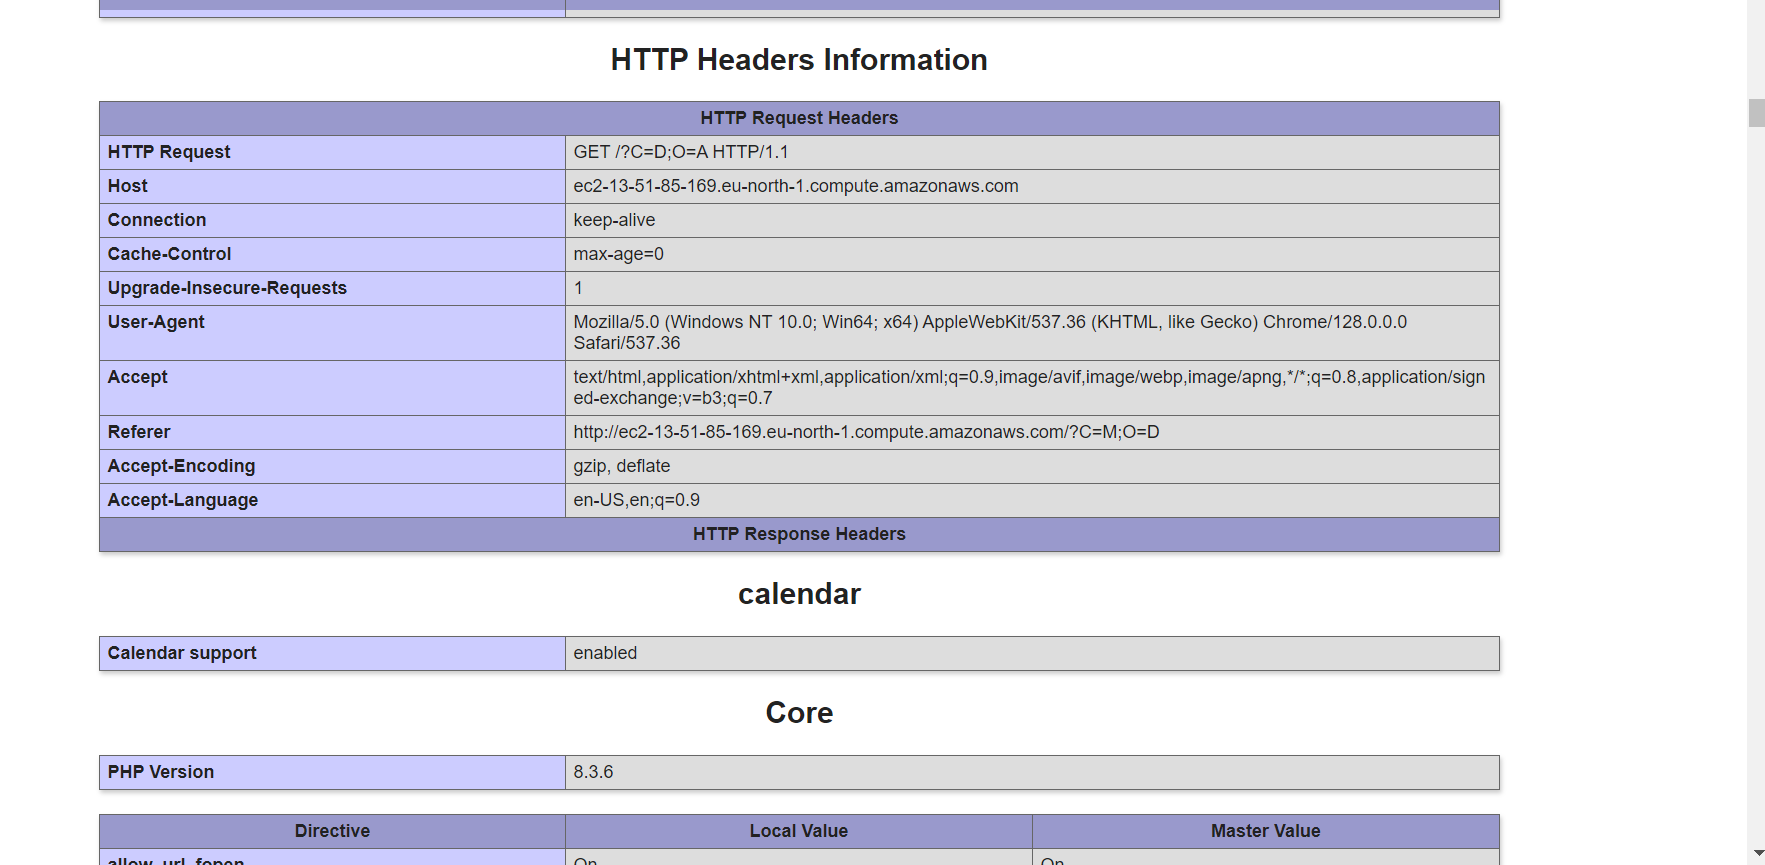 HTTP Headers Information
HTTP Request Headers
HTTP Request GET /?C=D;O=A HTTP/1.1
Host ec2-13-51-85-169.eu-north-1.compute.amazonaws.com
Connection keep-alive
Cache-Control max-age=0
Upgrade-Insecure-Requests 1
User-Agent Mozilla/5.0 (Windows NT 10.0; Win64; x64) AppleWebKit/537.36 (KHTML, like Gecko) Chrome/128.0.0.0
Safari/537.36
Accept text/html,application/xhtml+xml,application/xml;q=0.9,image/avif,image/webp,image/apng,*/*;q=0.8,application/sign
ed-exchange;v=b3;q=0.7
Referer http://ec2-13-51-85-169.eu-north-1.compute.amazonaws.com/?C=M;O=D
Accept-Encoding gzip, deflate
Accept-Language en-US,en;q=0.9
HTTP Response Headers
calendar
Calendar support enabled
Core
PHP Version 8.3.6
Directive Local Value Master Value
allow_url_fopen On On